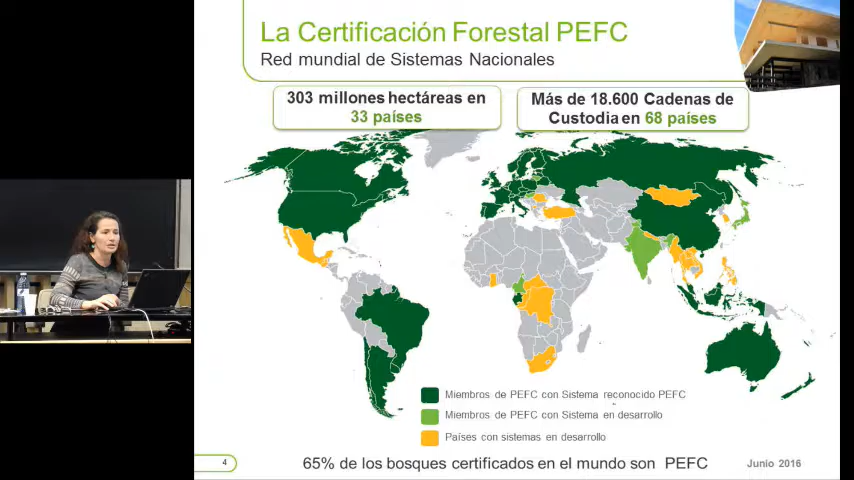 La Certificación Forestal PEFC
Red mundial de Sistemas Nacionales
303 millones hectáreas en
33 países
Más de 18.600 Cadenas de
Custodia en 68 países
Miembros de PEFC con Sistema reconocido PEFC
Miembros de PEFC con Sistema en desarrollo
Países con sistemas en desarrollo
4
65% de los bosques certificados en el mundo son PEFC
Junio 2016